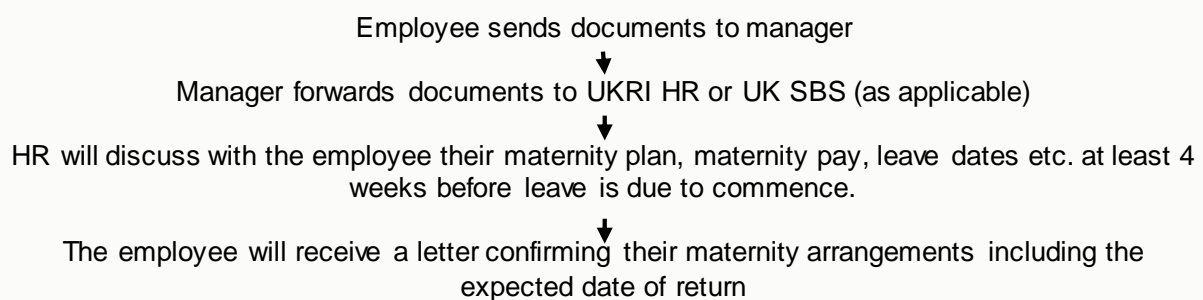 Employee sends documents to manager
Manager forwards documents to UKRI HR or UK SBS (as applicable)
HR will discuss with the employee their maternity plan, maternity pay, leave dates etc. at least 4
weeks before leave is due to commence.
The employee will receive a letter confirming their maternity arrangements including the
expected date of return